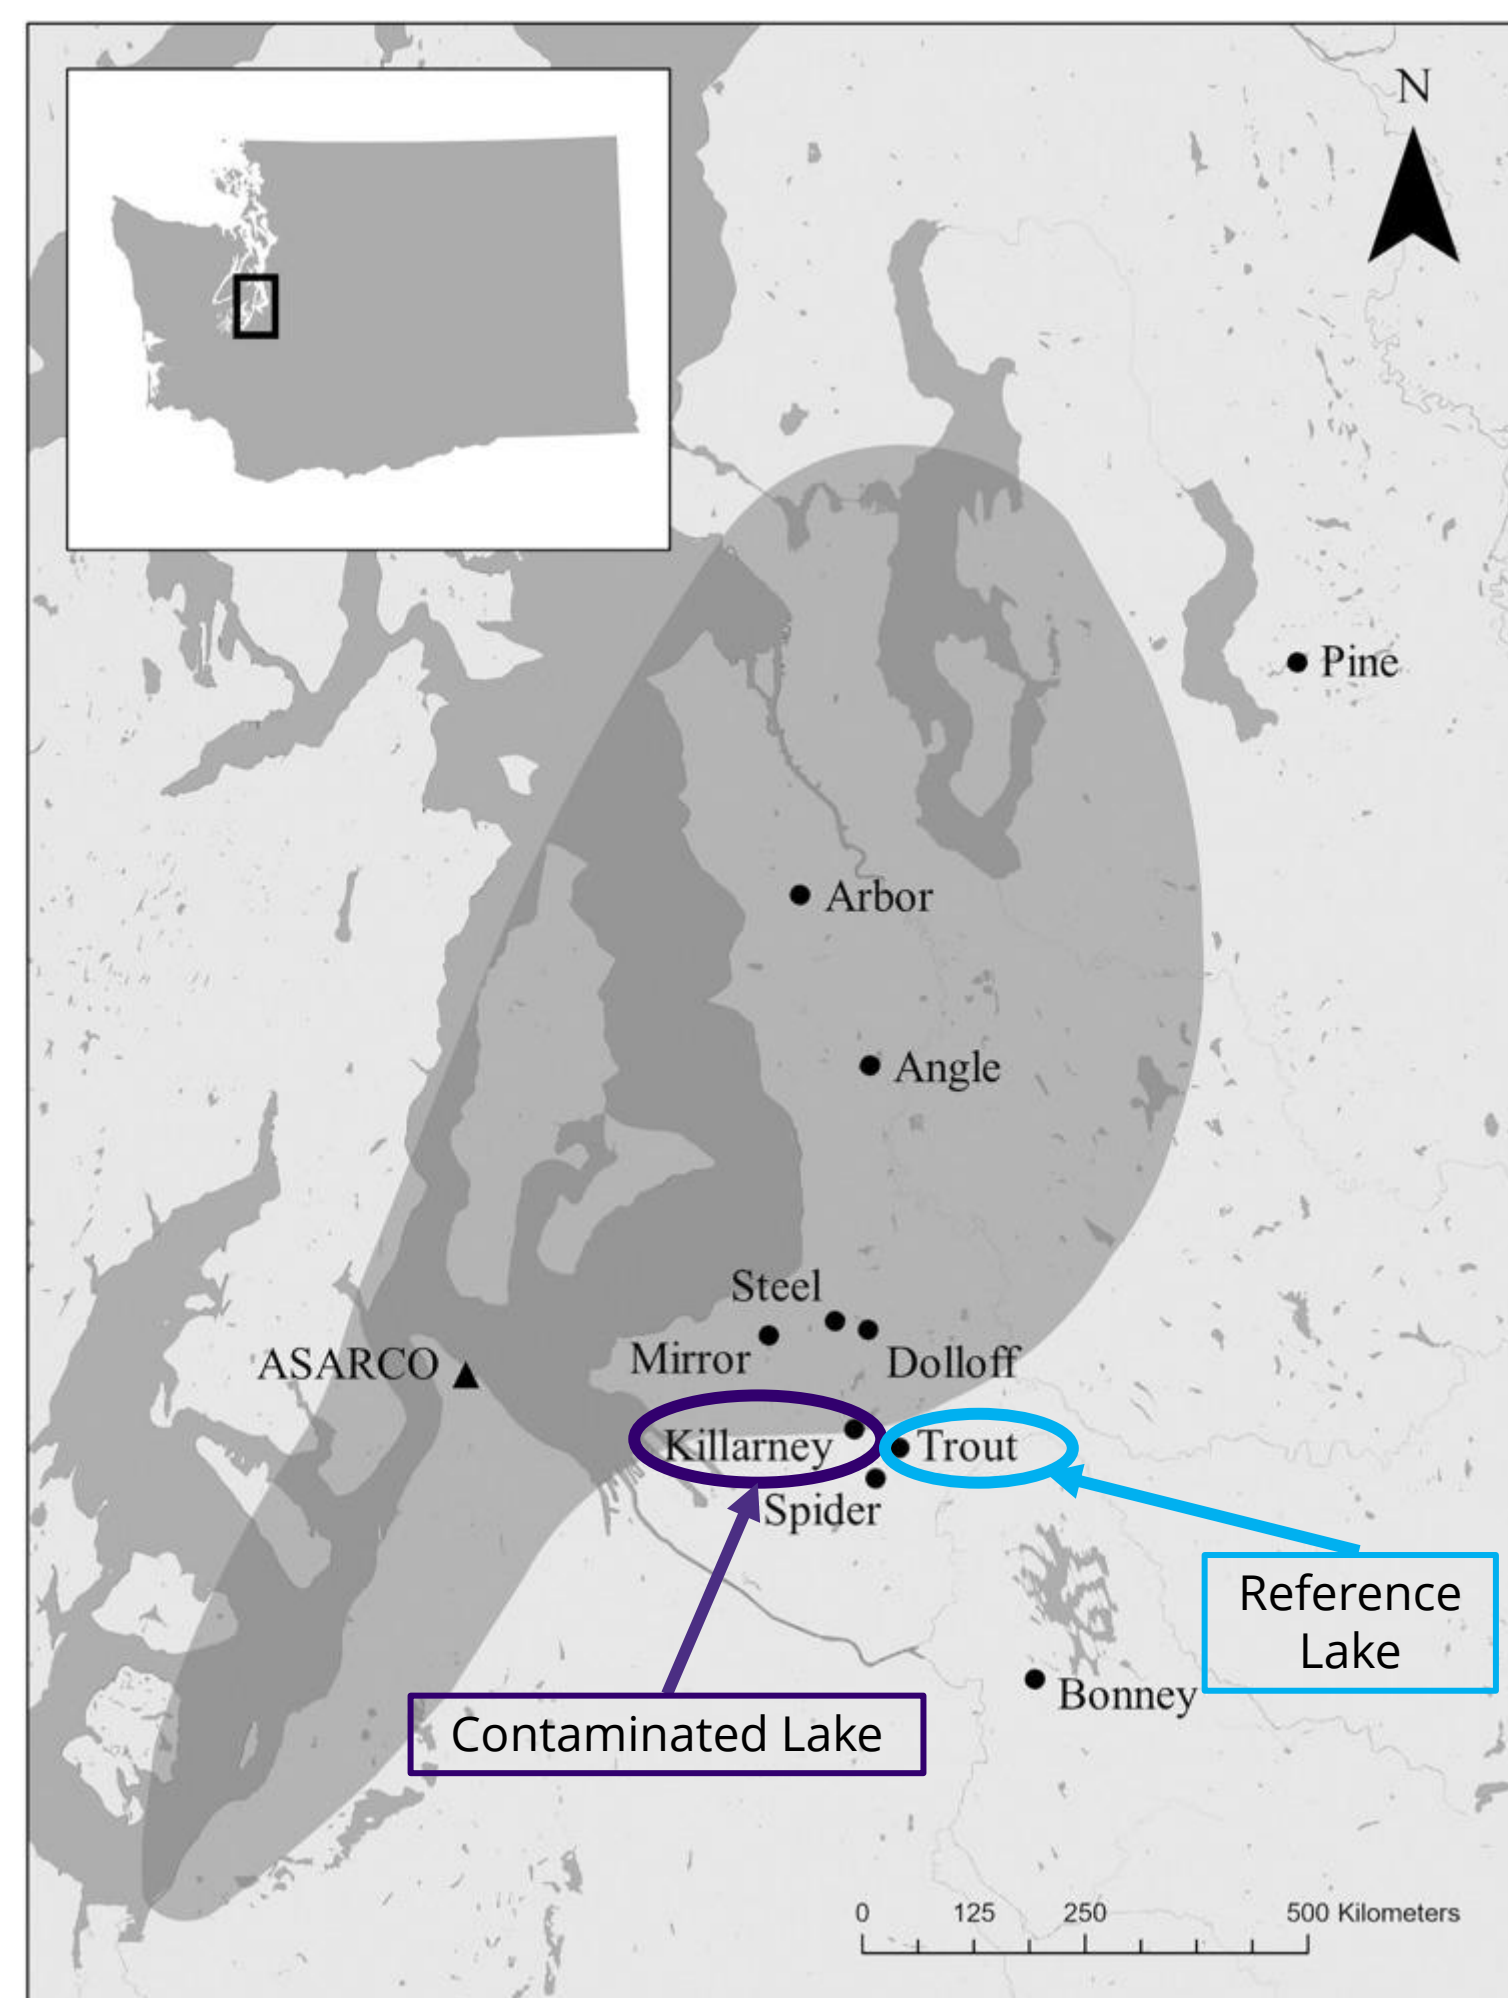 N
Pine
Arbor
Angle
Steel
Mirror
Dolloff
ASARCO
Killarney
Trout
Spider
Reference
Lake
Bonney
Contaminated Lake
0 125 250 500 Kilometers